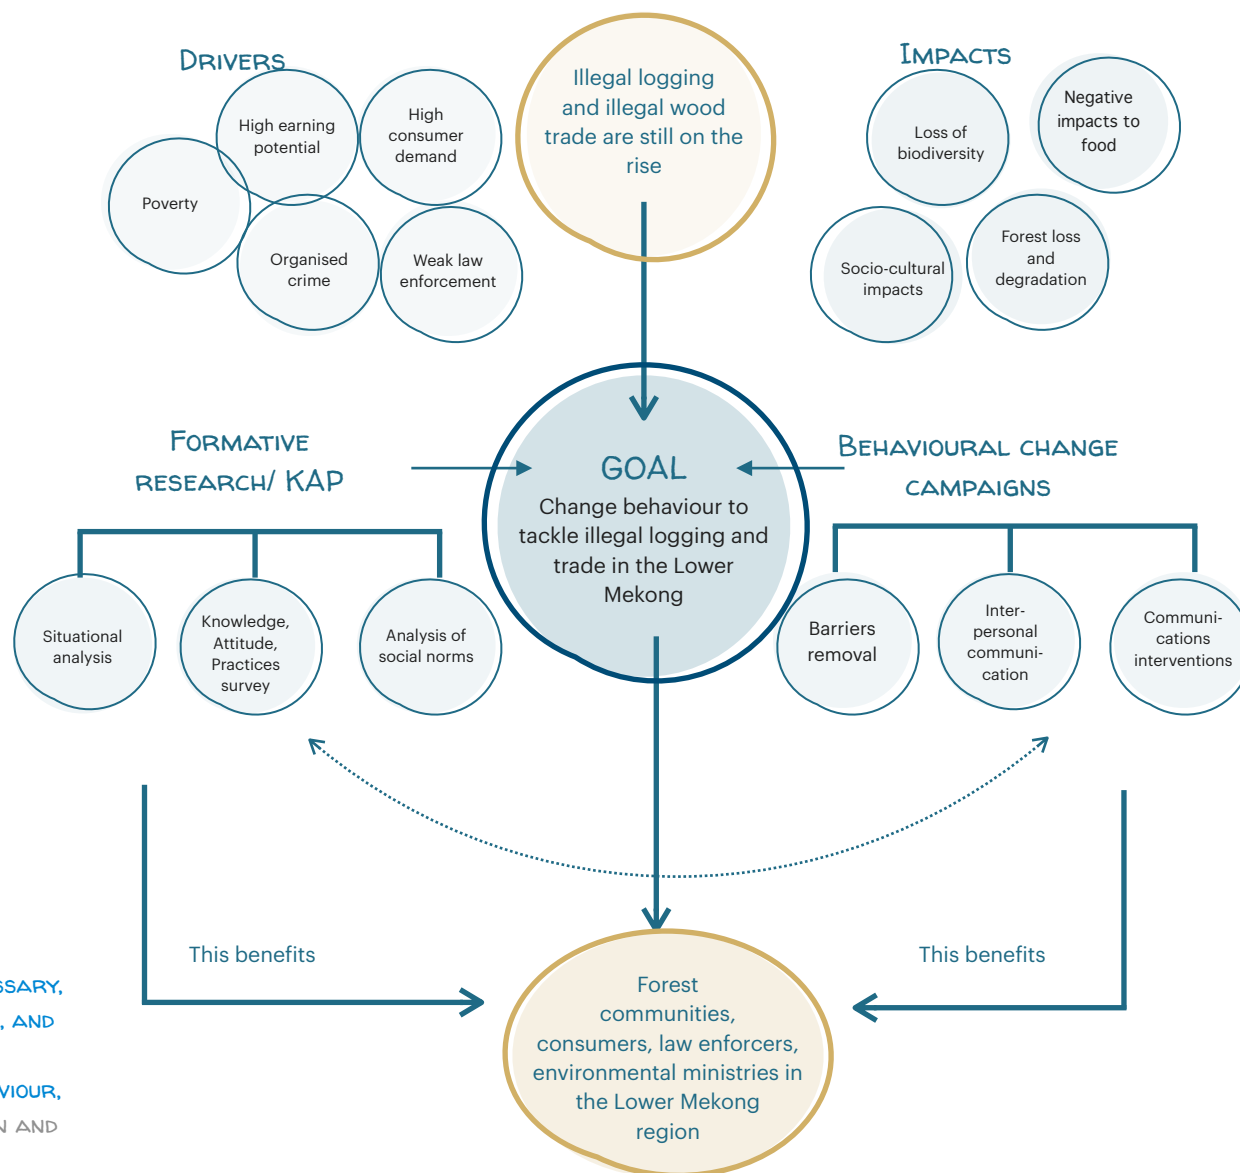 DRIVERS
High earning
potential
High
consumer
demand
Poverty
Organised
crime
Weak law
enforcement
Illegal logging
and illegal wood
trade are still on the
rise
IMPACTS
Loss of
biodiversity
Negative
impacts to
food
Socio-cultural
impacts
Forest loss
and
degradation
FORMATIVE
RESEARCH/ KAP
GOAL
Change behaviour to
tackle illegal logging and
trade in the Lower
Mekong
BEHAVIOURAL CHANGE
CAMPAIGNS
Situational
analysis
Knowledge,
Attitude,
Practices
survey
Analysis of
social norms
Barriers
removal
Inter-
personal
communi-
cation
Communi-
cations
interventions
This benefits
This benefits
Forest
communities,
consumers, law enforcers,
environmental ministries in
the Lower Mekong
region
, AND
AND